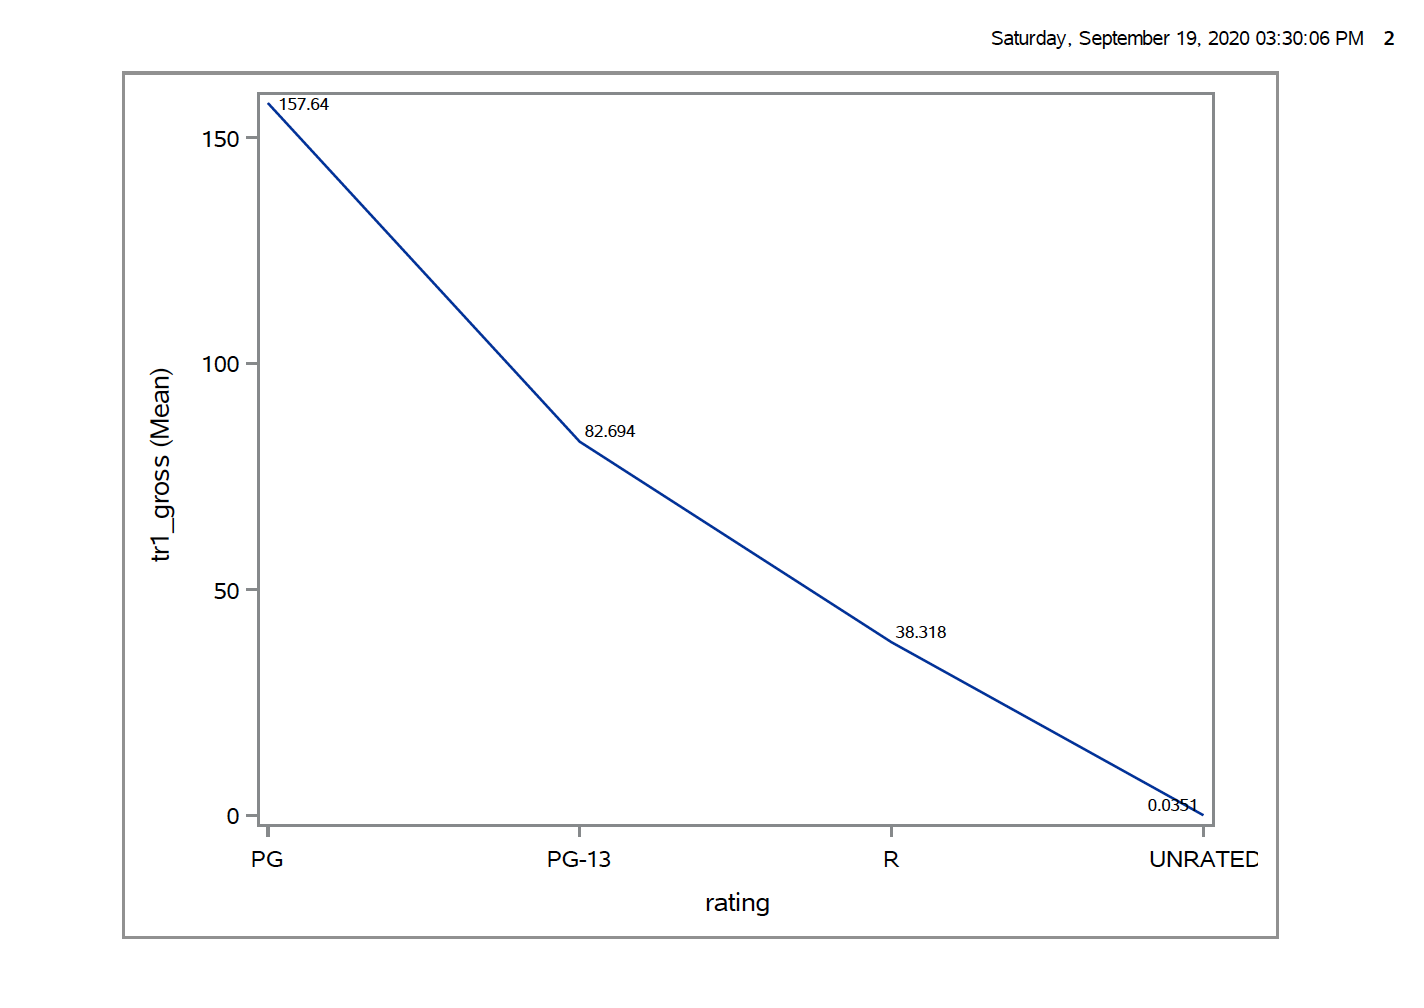 Saturday, September 19, 2020 03:30:06 PM 2
157.64
150
100
82.694
50
38.318
0.0351
0
tr1_gross (Mean)
PG PG-13 R UNRATED
rating